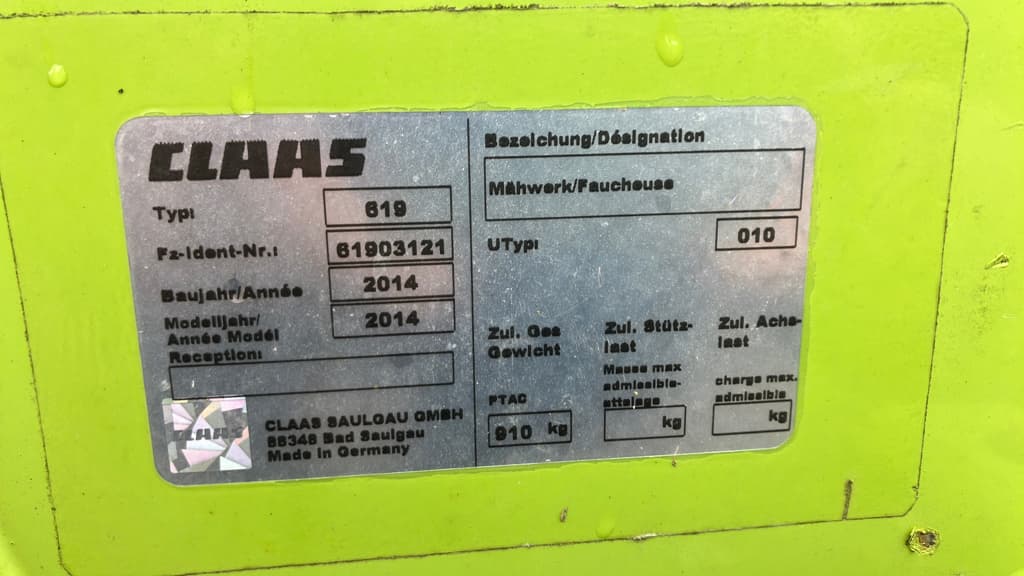 CLAAS
Typ: 619
Fz-Ident-Nr.: 61903121
Baujahr/Année 2014
Modelljahr/
Année Modèl 2014
Reception:
CLAAS
CLAAS SAULGAU GMBH
88348 Bad Saulgau
Made in Germany
Bezeichung/Désignation
Mähwerk/Faucheuse
UTyp: 010
Zul. Ges
Gewicht
PTAC
910 kg
Zul. Stütz-
last
Masse max
admissible-
attelage
kg
Zul. Achs-
last
charge max.
admissible
kg